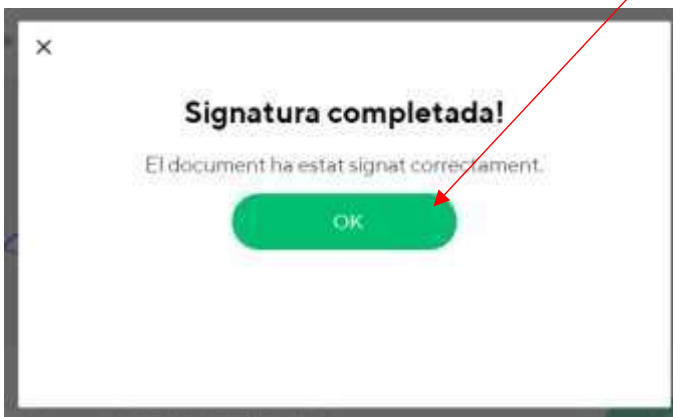 Signatura completada!
El document ha estat signat correctament.
OK